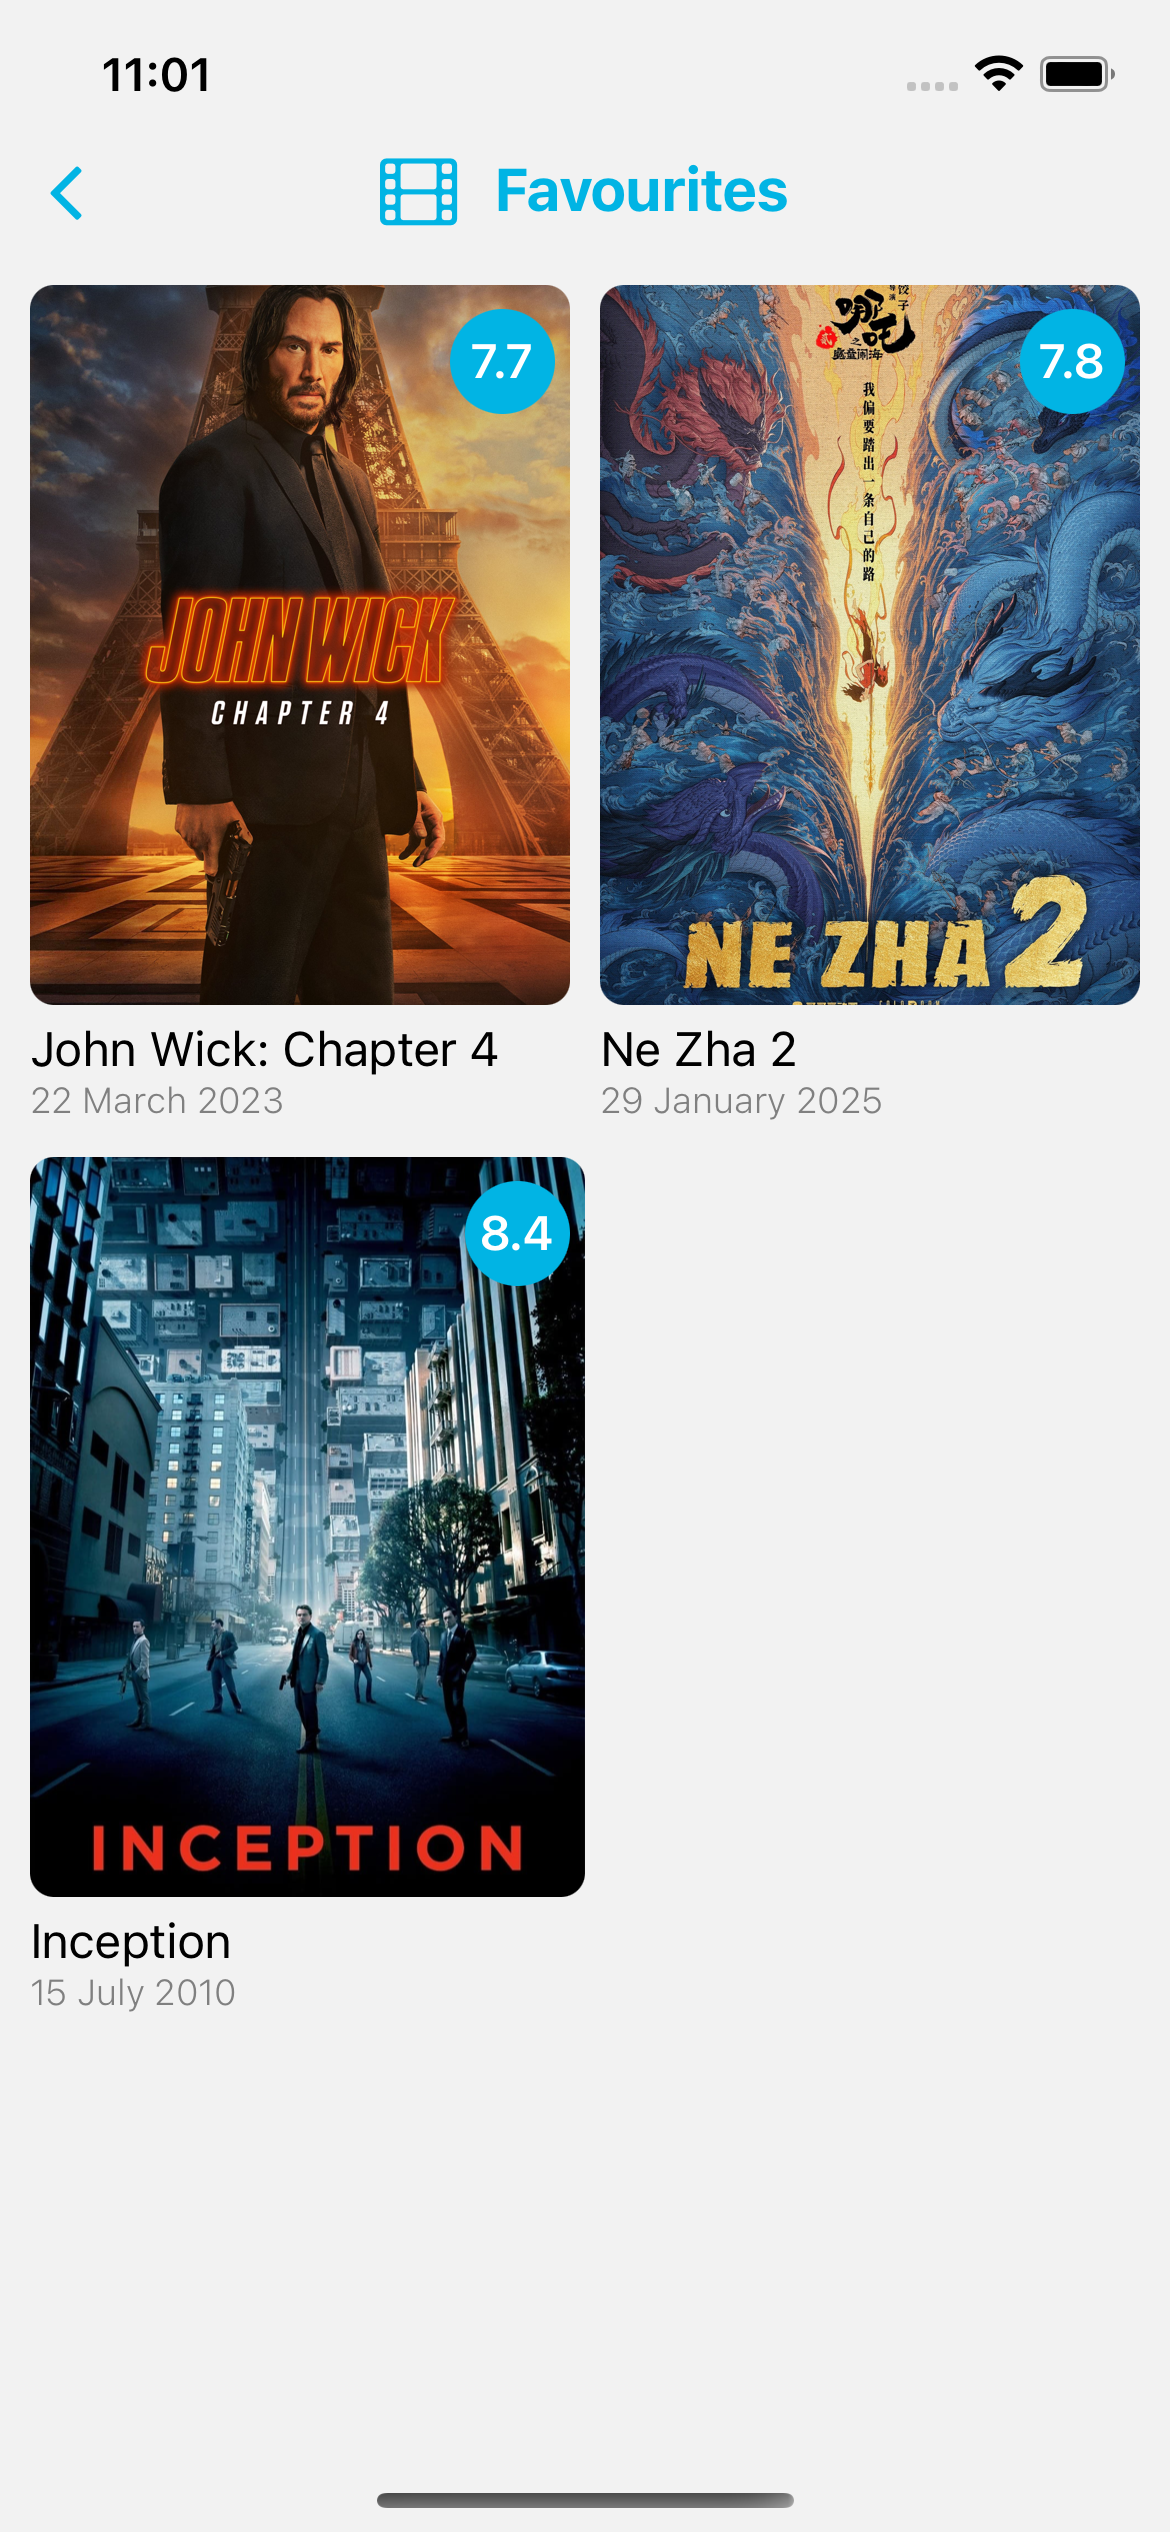 11:01
Favourites
7.7
JOHN WICK
CHAPTER 4
John Wick: Chapter 4
22 March 2023
导演
饺子
哪吒
之
魔童闹海
7.8
我偏要踏出一条自己的路
NE ZHA 2
Ne Zha 2
29 January 2025
8.4
INCEPTION
Inception
15 July 2010